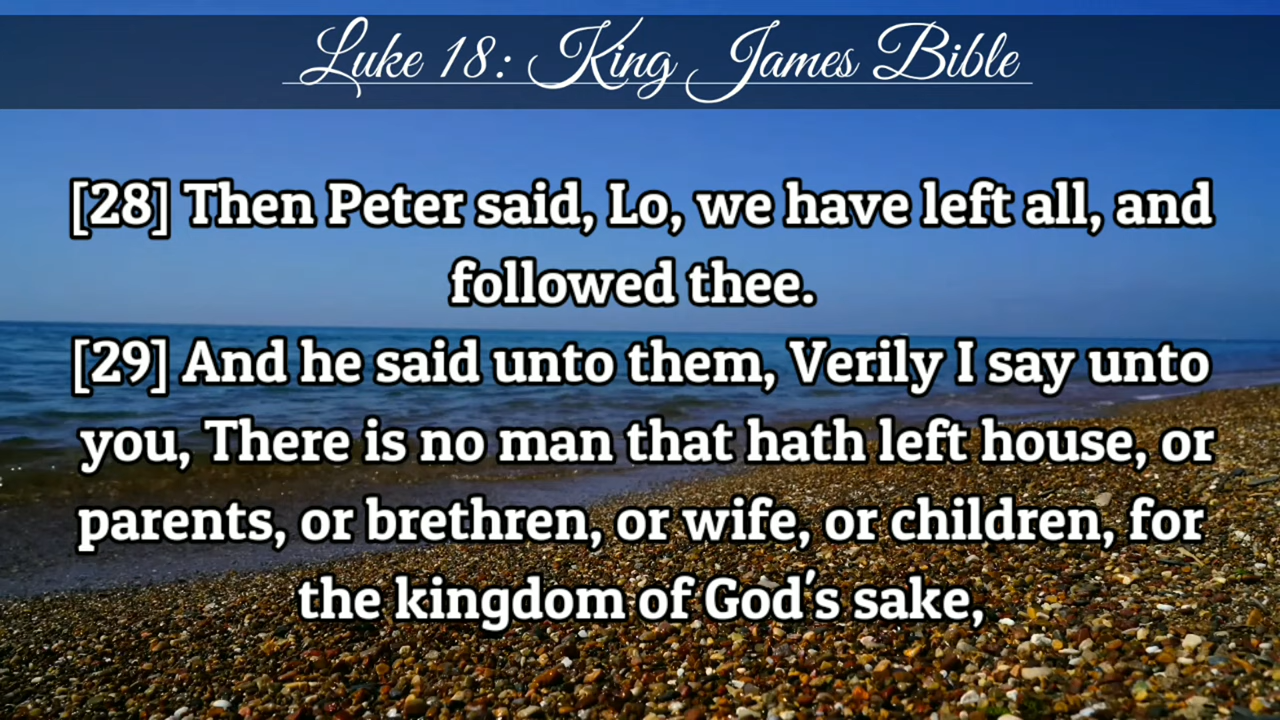 Luke 18: King James Bible
[28] Then Peter said, Lo, we have left all, and
followed thee.
[29] And he said unto them, Verily I say unto
you, There is no man that hath left house, or
parents, or brethren, or wife, or children, for
the kingdom of God's sake,